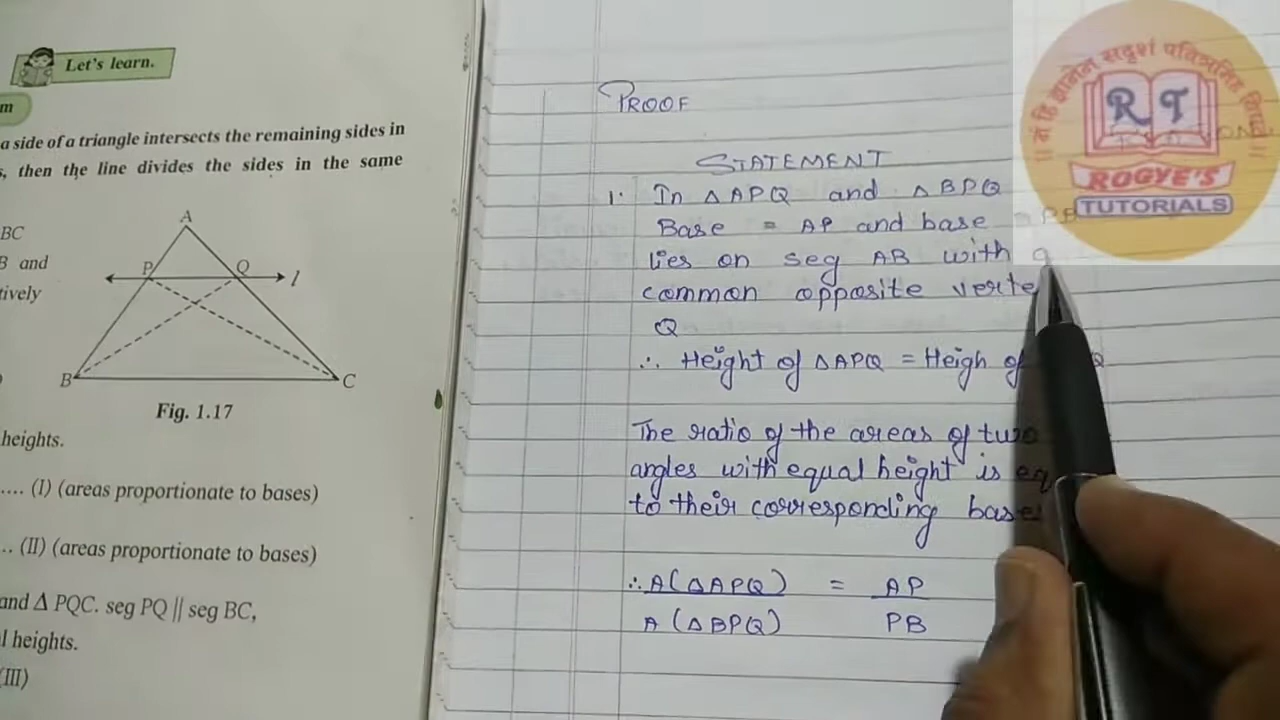 Let's learn.
m
a side of a triangle intersects the remaining sides in
s, then the line divides the sides in the same
A
BC
B and
P
Q
l
tively
B
C
Fig. 1.17
heights.
.... (I) (areas proportionate to bases)
.. (II) (areas proportionate to bases)
and Δ PQC. seg PQ || seg BC,
l heights.
(III)
PROOF
STATEMENT
1. In ΔAPQ and ΔBPQ
Base = AP and base = PB
lies on seg AB with a
common opposite verte
Q
∴ Height of ΔAPQ = Heigh of Q
The ratio of the areas of two
angles with equal height is eq
to their corresponding base
∴ A(ΔAPQ) = AP
A(ΔBPQ) PB
RT
ROGYE'S
TUTORIALS